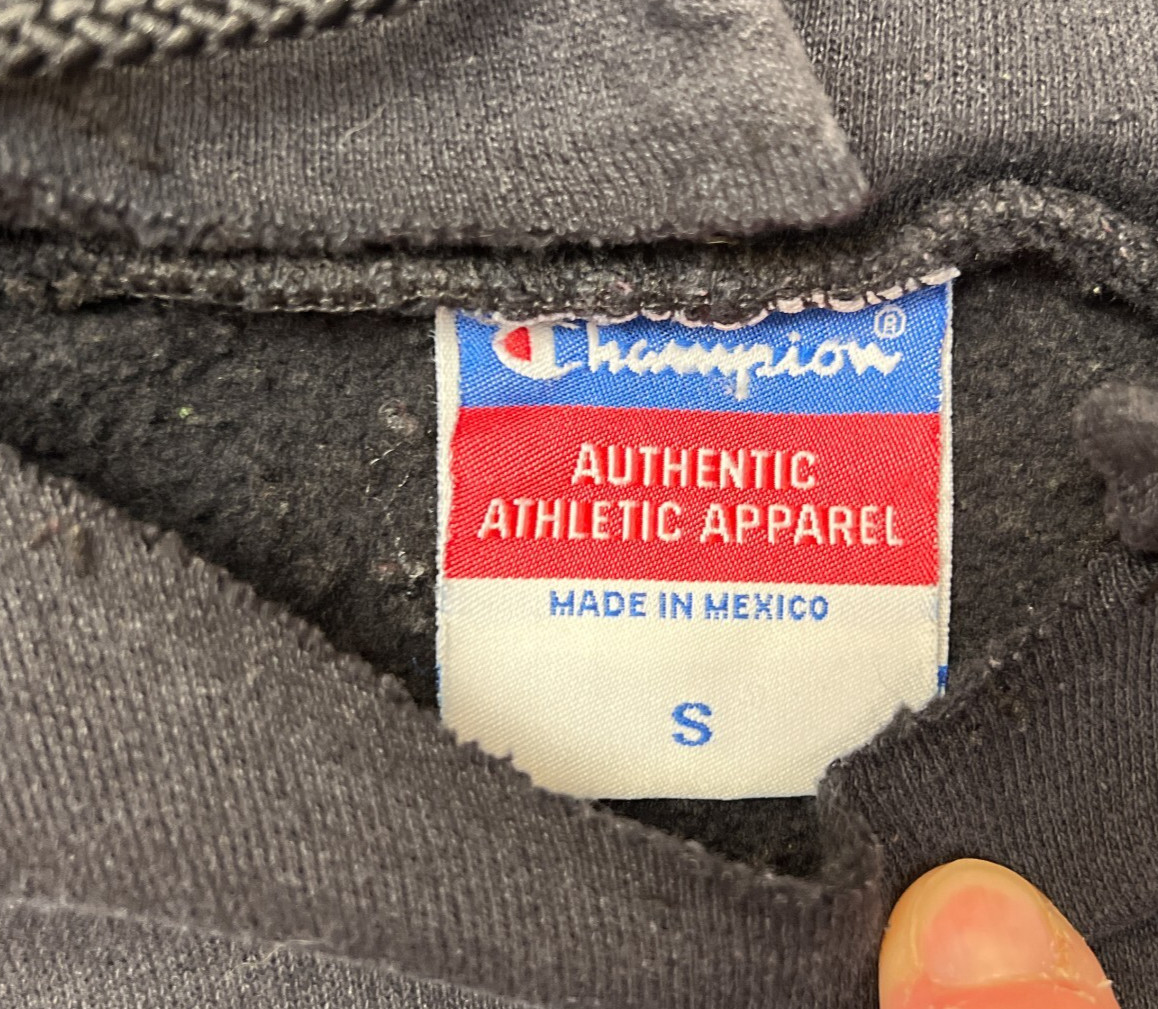 Champion®
AUTHENTIC
ATHLETIC APPAREL
MADE IN MEXICO
S